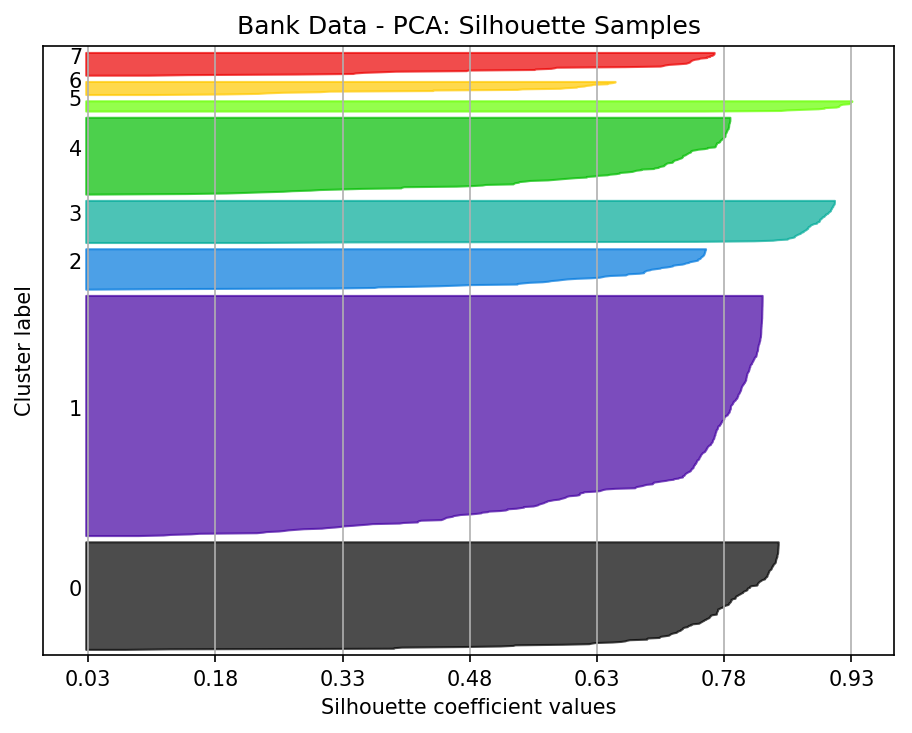 Bank Data - PCA: Silhouette Samples
7
6
5
4
3
2
1
0
Cluster label
0.03 0.18 0.33 0.48 0.63 0.78 0.93
Silhouette coefficient values